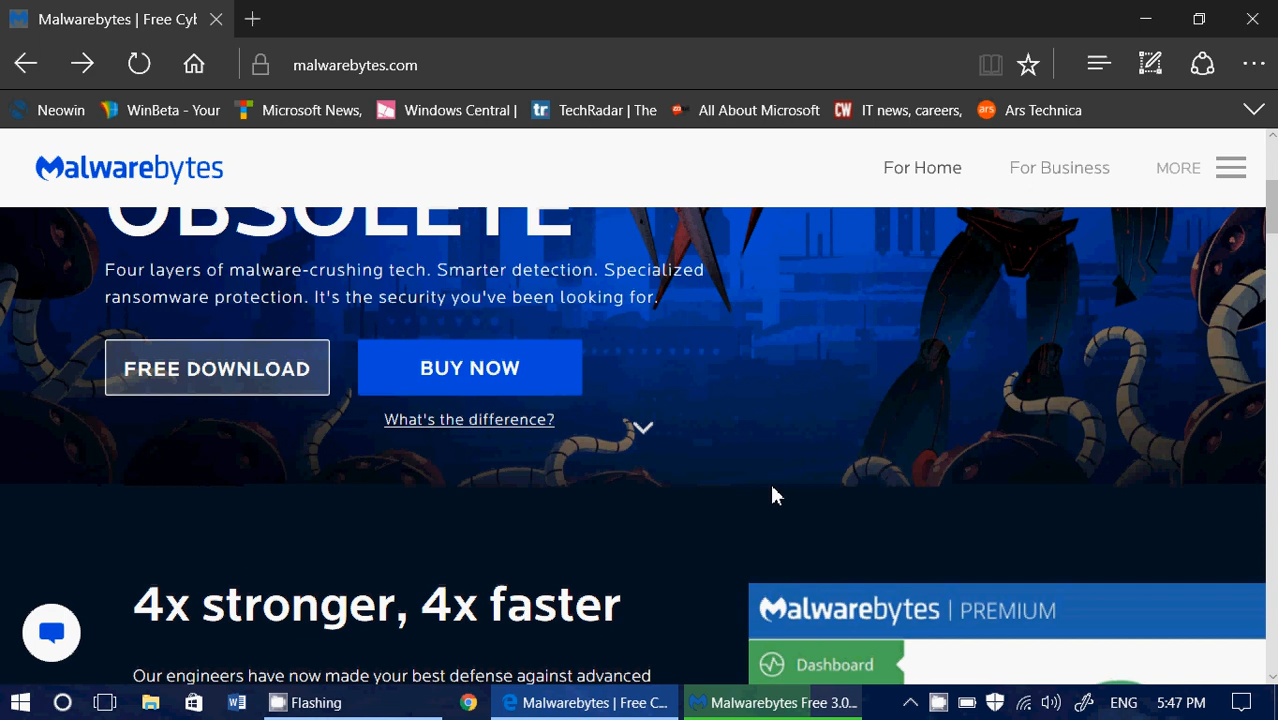 Malwarebytes | Free Cyb
malwarebytes.com
Neowin
WinBeta - Your
Microsoft News,
Windows Central |
tr
TechRadar | The
All About Microsoft
CW
IT news, careers,
ars
Ars Technica
Malwarebytes
For Home
For Business
MORE
OBSOLETE
Four layers of malware-crushing tech. Smarter detection. Specialized
ransomware protection. It's the security you've been looking for.
FREE DOWNLOAD
BUY NOW
What's the difference?
4x stronger, 4x faster
Malwarebytes | PREMIUM
Dashboard
Our engineers have now made your best defense against advanced
Flashing
Malwarebytes | Free C...
Malwarebytes Free 3.0...
ENG
5:47 PM